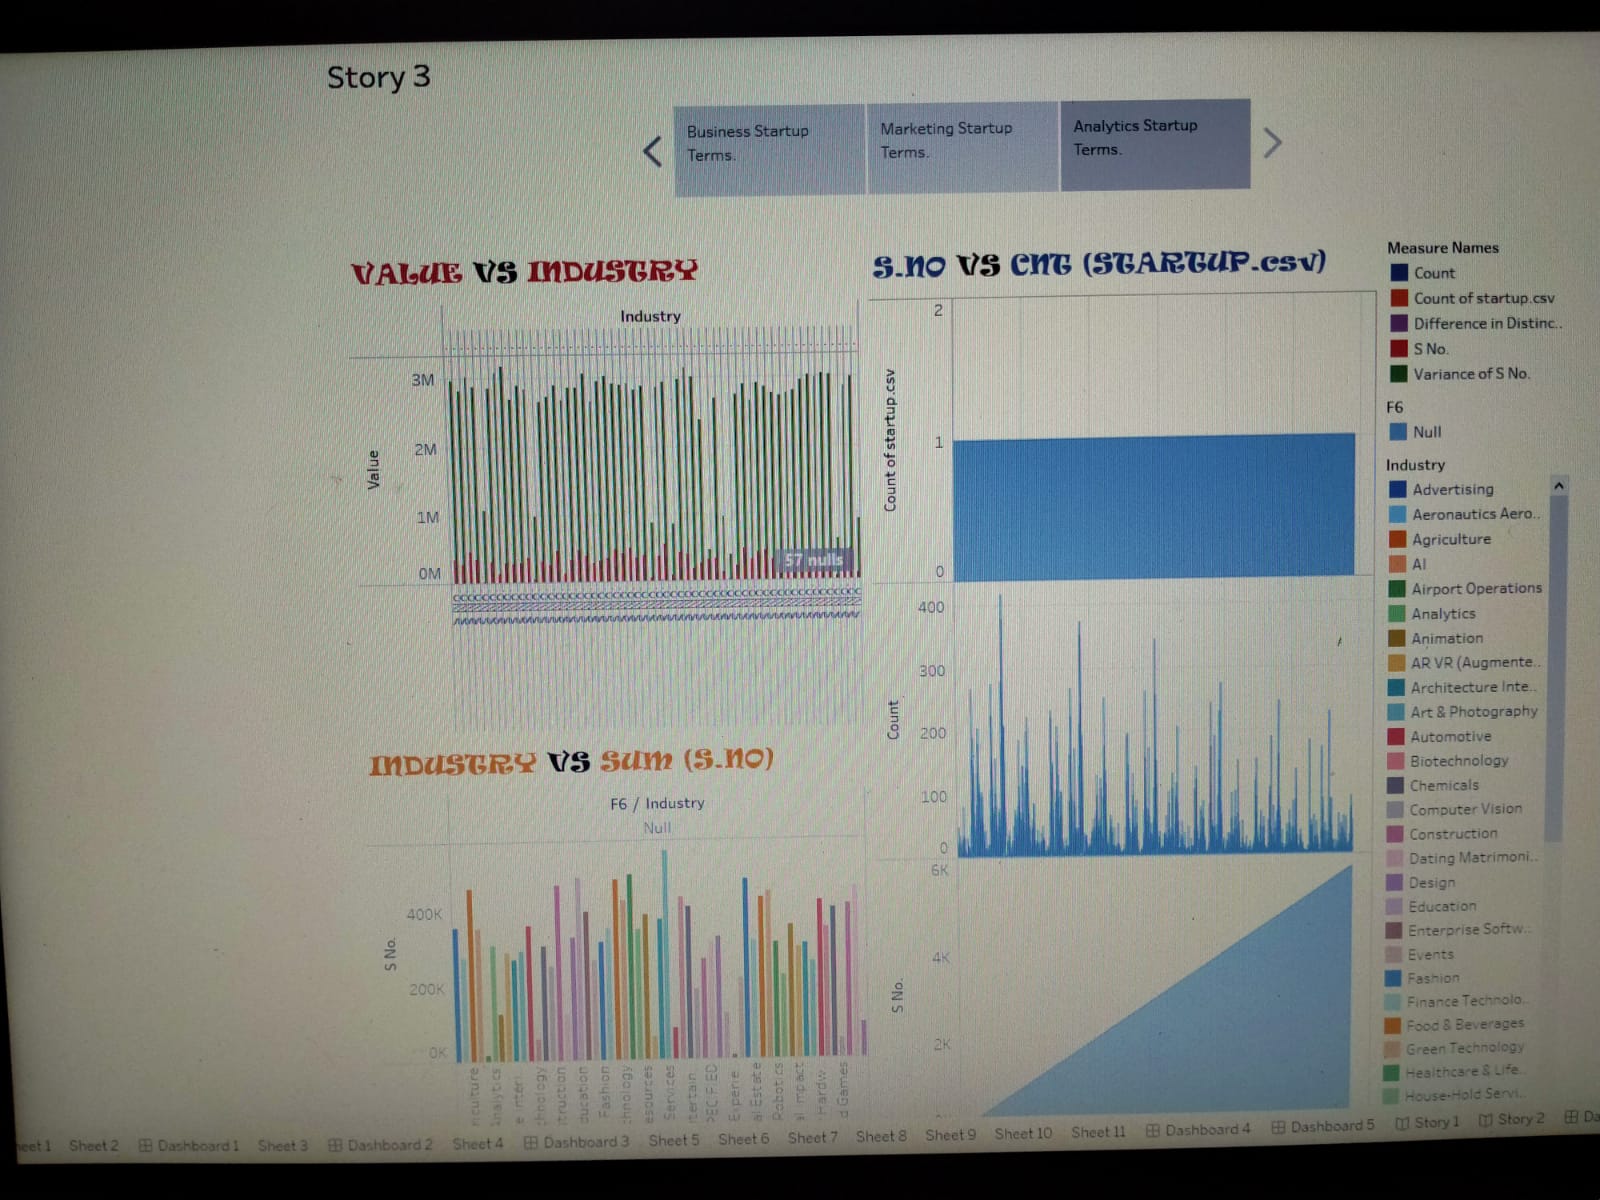 Story 3
Business Startup
Terms.
Marketing Startup
Terms.
Analytics Startup
Terms.
VALUE VS INDUSTRY
Industry
3M
2M
1M
0M
Value
57 nulls
S.NO VS CNT (STARTUP.csv)
2
1
0
Count of startup.csv
400
300
200
100
0
Count
6K
4K
2K
S No.
INDUSTRY VS SUM (S.NO)
F6 / Industry
Null
400K
200K
0K
S No.
riculture
Analytics
e Interi
chnology
truction
ducation
Fashion
chnology
esources
Services
tertain
PECIFIED
Experie.
al Estate
Robotics
al Impact
Hardw
d Games
Measure Names
Count
Count of startup.csv
Difference in Distinc..
S No.
Variance of S No.
F6
Null
Industry
Advertising
Aeronautics Aero..
Agriculture
AI
Airport Operations
Analytics
Animation
AR VR (Augmente..
Architecture Inte..
Art & Photography
Automotive
Biotechnology
Chemicals
Computer Vision
Construction
Dating Matrimoni..
Design
Education
Enterprise Softw..
Events
Fashion
Finance Technolo..
Food & Beverages
Green Technology
Healthcare & Life..
House-Hold Servi..
eet 1 Sheet 2 Dashboard 1 Sheet 3 Dashboard 2 Sheet 4 Dashboard 3 Sheet 5 Sheet 6 Sheet 7 Sheet 8 Sheet 9 Sheet 10 Sheet 11 Dashboard 4 Dashboard 5 Story 1 Story 2 Da